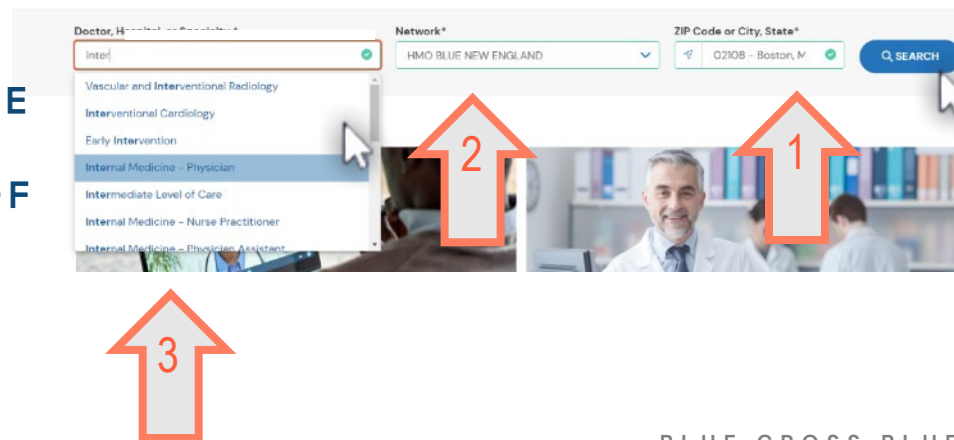 Doctor, Hospital, or Specialty *
Network*
ZIP Code or City, State*
inter
HMO BLUE NEW ENGLAND
02108 – Boston, M
SEARCH
Vascular and Interventional Radiology
Interventional Cardiology
Early Intervention
Internal Medicine – Physician
Intermediate Level of Care
Internal Medicine – Nurse Practitioner
Internal Medicine – Physician Assistant
E
F
2
1
3
BLUE CROSS BLUE